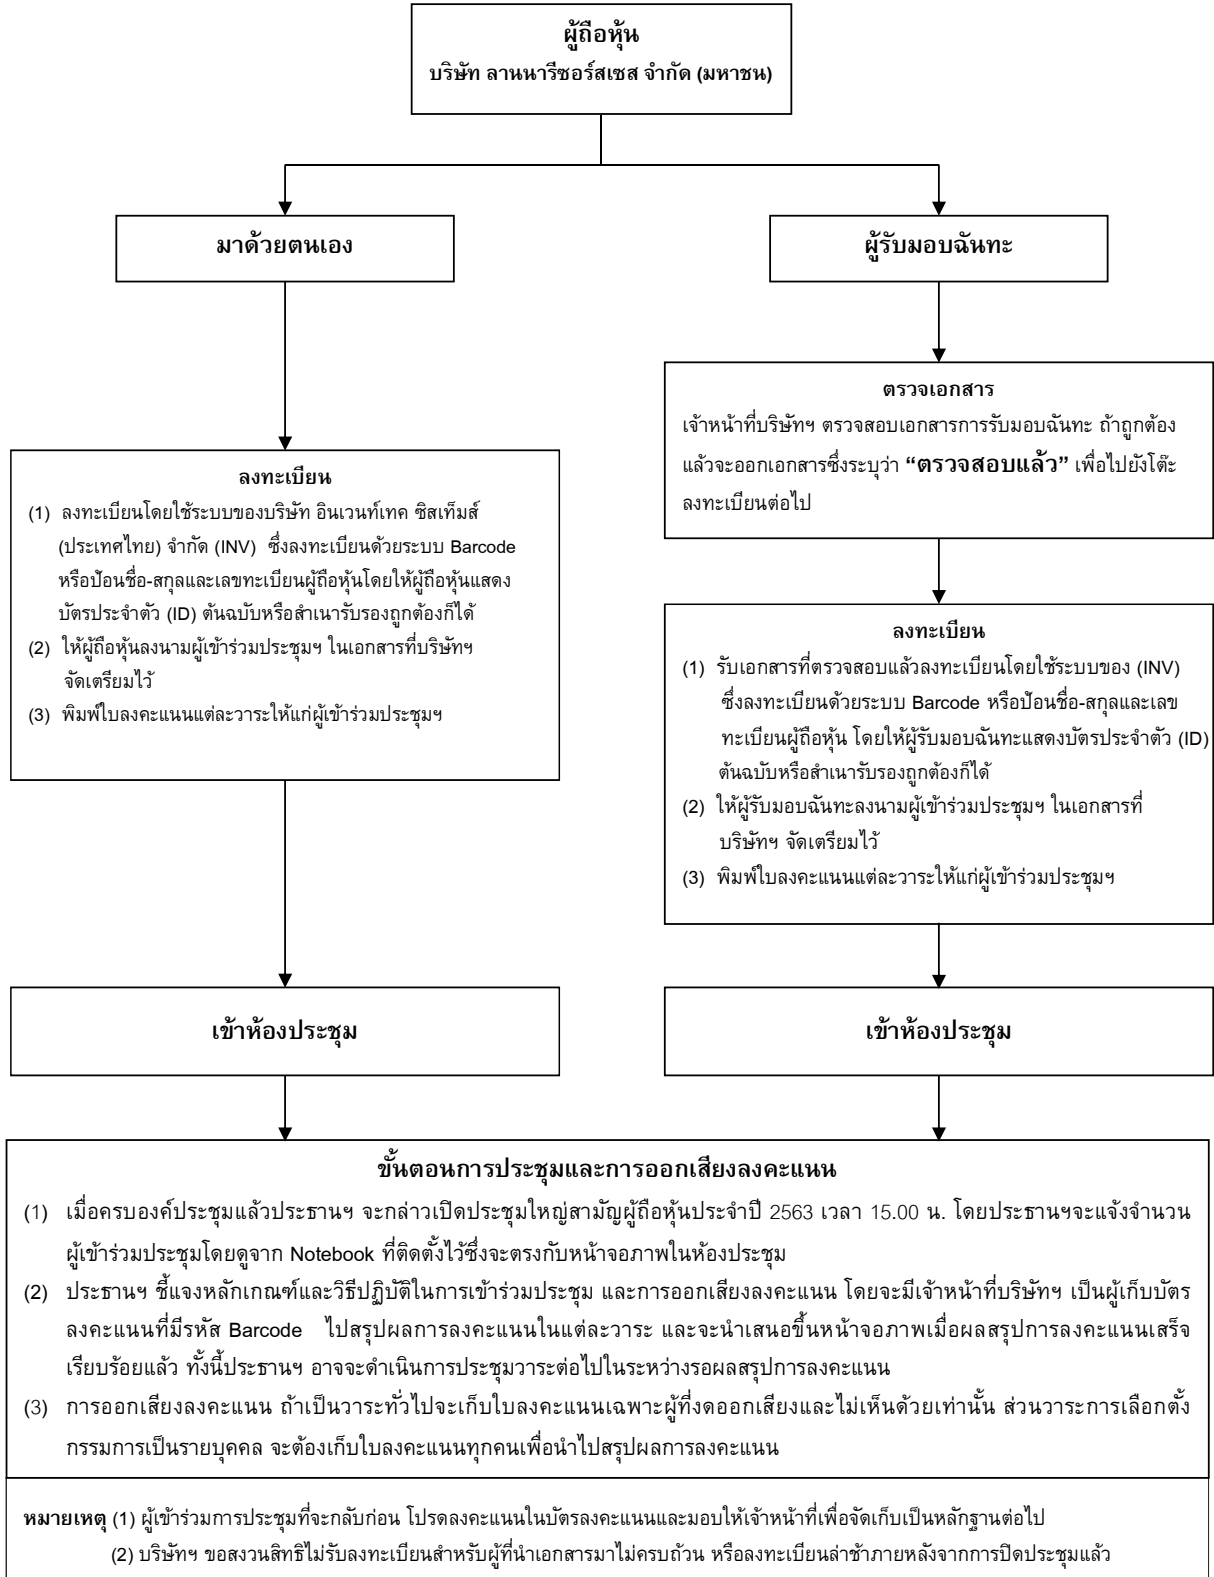 ผู้ถือหุ้น
บริษัท ลานนารีซอร์สเซส จำกัด (มหาชน)
มาด้วยตนเอง
ผู้รับมอบฉันทะ
ตรวจเอกสาร
เจ้าหน้าที่บริษัทฯ ตรวจสอบเอกสารการรับมอบฉันทะ ถ้าถูกต้อง
แล้วจะออกเอกสารซึ่งระบุว่า “ตรวจสอบแล้ว” เพื่อไปยังโต๊ะ
ลงทะเบียนต่อไป
ลงทะเบียน
(1) ลงทะเบียนโดยใช้ระบบของบริษัท อินเวนท์เทค ซิสเท็มส์
(ประเทศไทย) จำกัด (INV) ซึ่งลงทะเบียนด้วยระบบ Barcode
หรือป้อนชื่อ-สกุลและเลขทะเบียนผู้ถือหุ้นโดยให้ผู้ถือหุ้นแสดง
บัตรประจำตัว (ID) ต้นฉบับหรือสำเนารับรองถูกต้องก็ได้
(2) ให้ผู้ถือหุ้นลงนามผู้เข้าร่วมประชุมฯ ในเอกสารที่บริษัทฯ
จัดเตรียมไว้
(3) พิมพ์ใบลงคะแนนแต่ละวาระให้แก่ผู้เข้าร่วมประชุมฯ
ลงทะเบียน
(1) รับเอกสารที่ตรวจสอบแล้วลงทะเบียนโดยใช้ระบบของ (INV)
ซึ่งลงทะเบียนด้วยระบบ Barcode หรือป้อนชื่อ-สกุลและเลข
ทะเบียนผู้ถือหุ้น โดยให้ผู้รับมอบฉันทะแสดงบัตรประจำตัว (ID)
ต้นฉบับหรือสำเนารับรองถูกต้องก็ได้
(2) ให้ผู้รับมอบฉันทะลงนามผู้เข้าร่วมประชุมฯ ในเอกสารที่
บริษัทฯ จัดเตรียมไว้
(3) พิมพ์ใบลงคะแนนแต่ละวาระให้แก่ผู้เข้าร่วมประชุมฯ
เข้าห้องประชุม
เข้าห้องประชุม
ขั้นตอนการประชุมและการออกเสียงลงคะแนน
(1) เมื่อครบองค์ประชุมแล้วประธานฯ จะกล่าวเปิดประชุมใหญ่สามัญผู้ถือหุ้นประจำปี 2563 เวลา 15.00 น. โดยประธานฯจะแจ้งจำนวน
ผู้เข้าร่วมประชุมโดยดูจาก Notebook ที่ติดตั้งไว้ซึ่งจะตรงกับหน้าจอภาพในห้องประชุม
(2) ประธานฯ ชี้แจงหลักเกณฑ์และวิธีปฏิบัติในการเข้าร่วมประชุม และการออกเสียงลงคะแนน โดยจะมีเจ้าหน้าที่บริษัทฯ เป็นผู้เก็บบัตร
ลงคะแนนที่มีรหัส Barcode ไปสรุปผลการลงคะแนนในแต่ละวาระ และจะนำเสนอขึ้นหน้าจอภาพเมื่อผลสรุปการลงคะแนนเสร็จ
เรียบร้อยแล้ว ทั้งนี้ประธานฯ อาจจะดำเนินการประชุมวาระต่อไปในระหว่างรอผลสรุปการลงคะแนน
(3) การออกเสียงลงคะแนน ถ้าเป็นวาระทั่วไปจะเก็บใบลงคะแนนเฉพาะผู้ที่งดออกเสียงและไม่เห็นด้วยเท่านั้น ส่วนวาระการเลือกตั้ง
กรรมการเป็นรายบุคคล จะต้องเก็บใบลงคะแนนทุกคนเพื่อนำไปสรุปผลการลงคะแนน
หมายเหตุ (1) ผู้เข้าร่วมการประชุมที่จะกลับก่อน โปรดลงคะแนนในบัตรลงคะแนนและมอบให้เจ้าหน้าที่เพื่อจัดเก็บเป็นหลักฐานต่อไป
(2) บริษัทฯ ขอสงวนสิทธิไม่รับลงทะเบียนสำหรับผู้ที่นำเอกสารมาไม่ครบถ้วน หรือลงทะเบียนล่าช้าภายหลังจากการปิดประชุมแล้ว